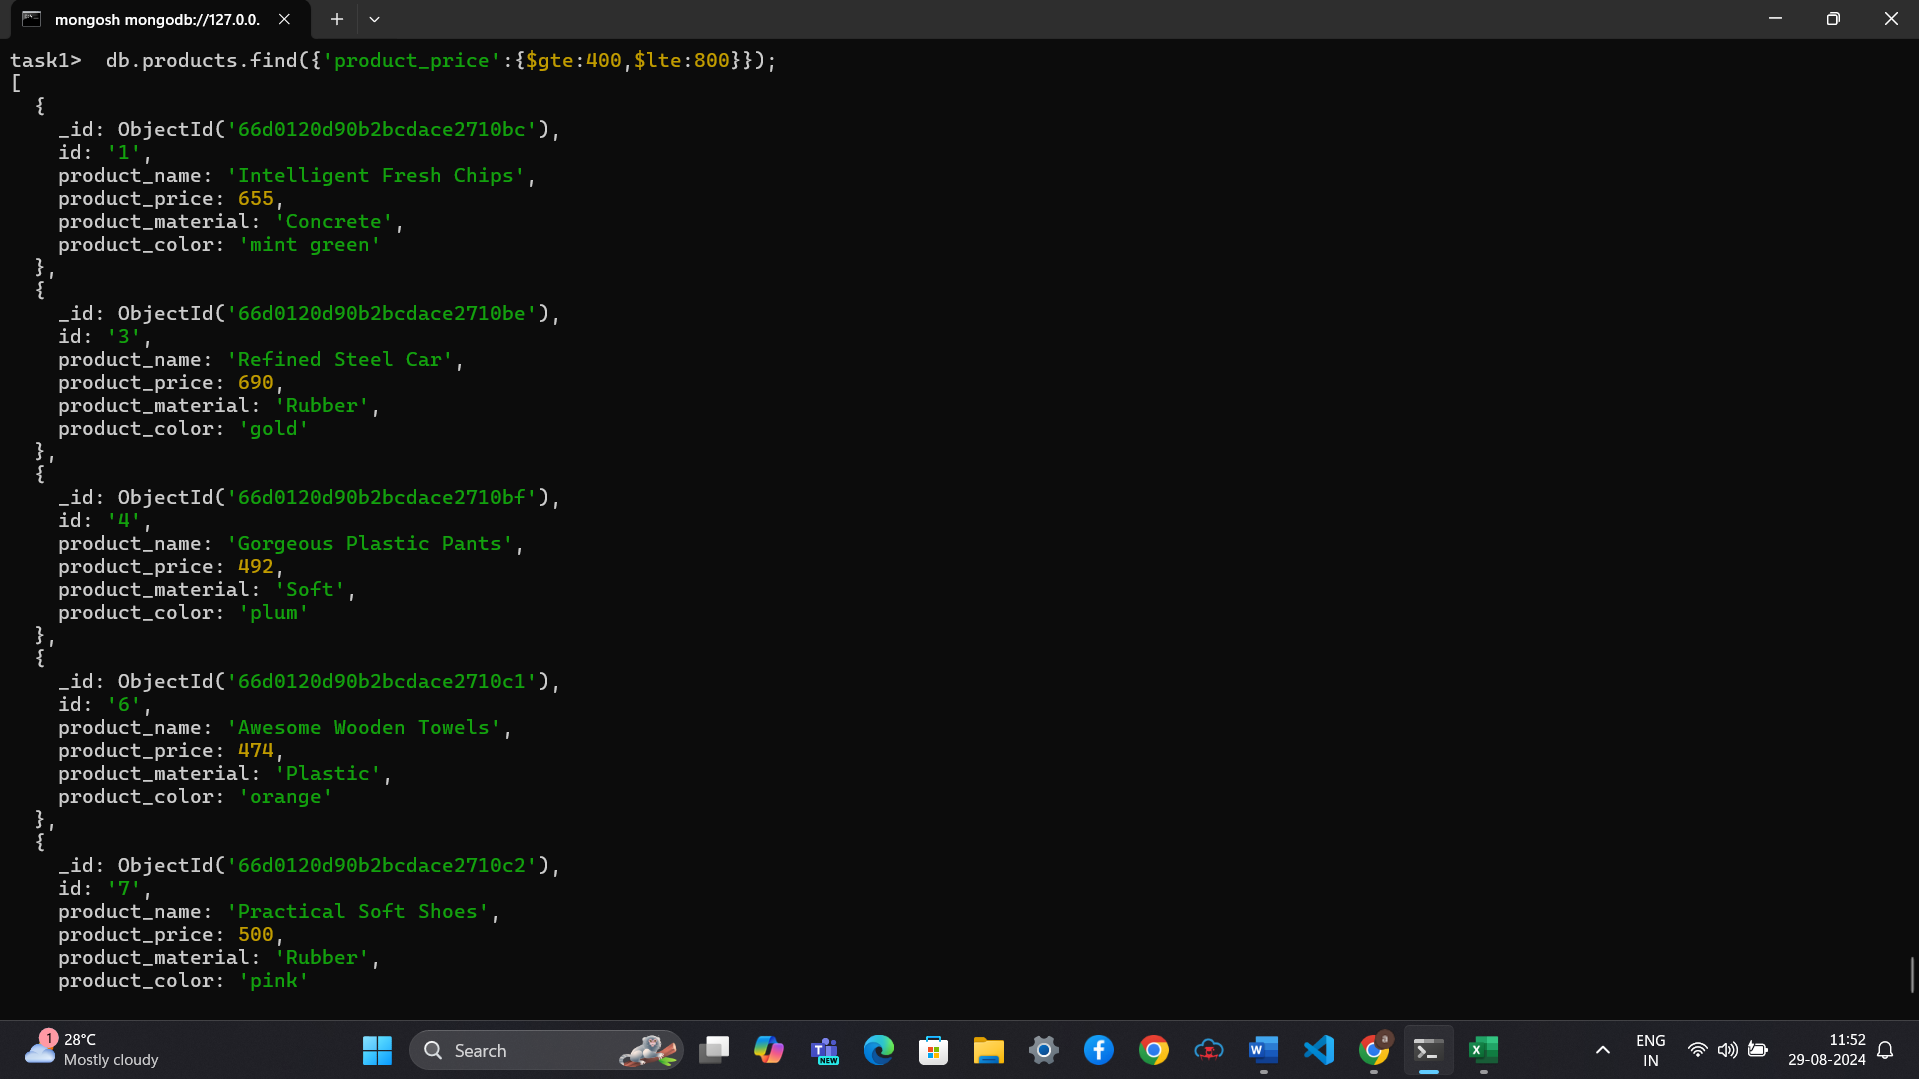 mongosh mongodb://127.0.0.
task1>  db.products.find({'product_price':{$gte:400,$lte:800}});
[
  {
    _id: ObjectId('66d0120d90b2bcdace2710bc'),
    id: '1',
    product_name: 'Intelligent Fresh Chips',
    product_price: 655,
    product_material: 'Concrete',
    product_color: 'mint green'
  },
  {
    _id: ObjectId('66d0120d90b2bcdace2710be'),
    id: '3',
    product_name: 'Refined Steel Car',
    product_price: 690,
    product_material: 'Rubber',
    product_color: 'gold'
  },
  {
    _id: ObjectId('66d0120d90b2bcdace2710bf'),
    id: '4',
    product_name: 'Gorgeous Plastic Pants',
    product_price: 492,
    product_material: 'Soft',
    product_color: 'plum'
  },
  {
    _id: ObjectId('66d0120d90b2bcdace2710c1'),
    id: '6',
    product_name: 'Awesome Wooden Towels',
    product_price: 474,
    product_material: 'Plastic',
    product_color: 'orange'
  },
  {
    _id: ObjectId('66d0120d90b2bcdace2710c2'),
    id: '7',
    product_name: 'Practical Soft Shoes',
    product_price: 500,
    product_material: 'Rubber',
    product_color: 'pink'
1
28°C
Mostly cloudy
Search
NEW
a
ENG
IN
11:52
29-08-2024